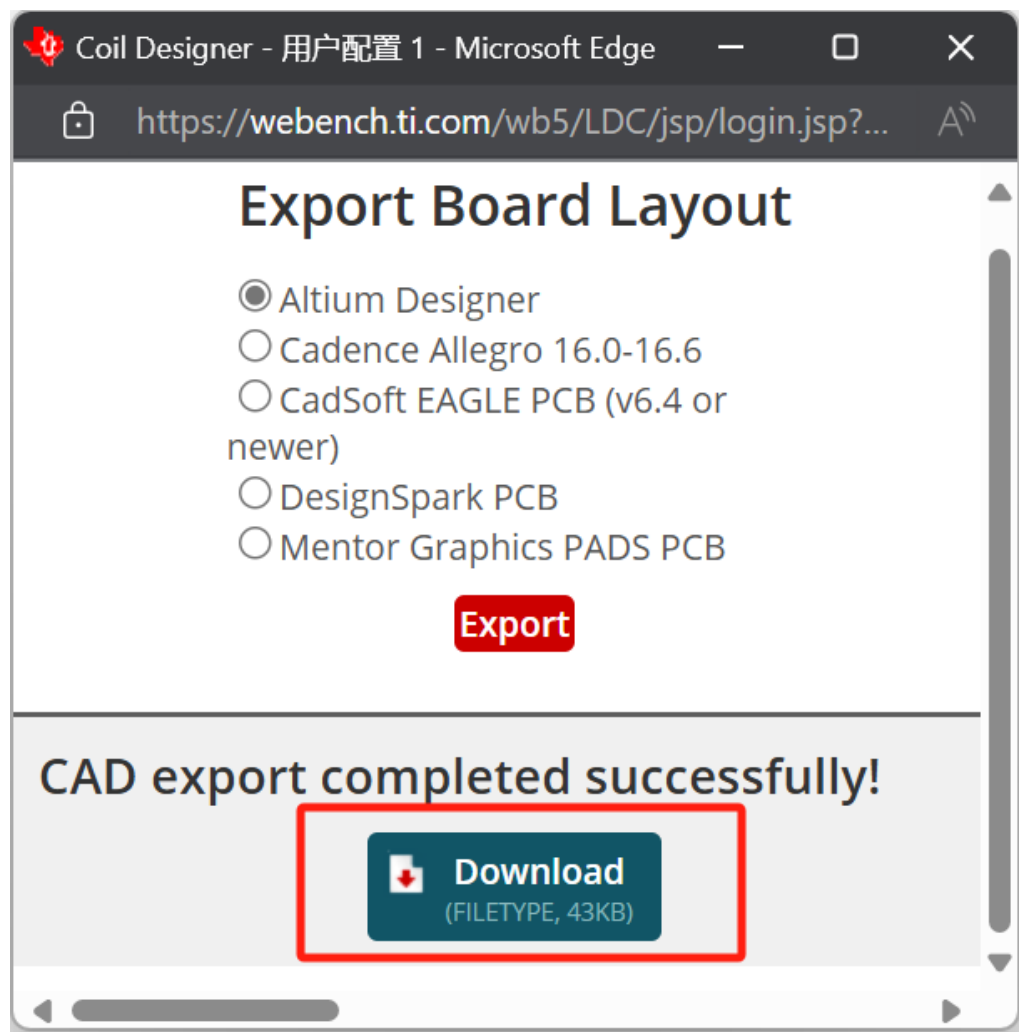 Coil Designer - 用户配置 1 - Microsoft Edge
https://webench.ti.com/wb5/LDC/jsp/login.jsp?...
Export Board Layout
Altium Designer
Cadence Allegro 16.0-16.6
CadSoft EAGLE PCB (v6.4 or
newer)
DesignSpark PCB
Mentor Graphics PADS PCB
Export
CAD export completed successfully!
Download
(FILETYPE, 43KB)